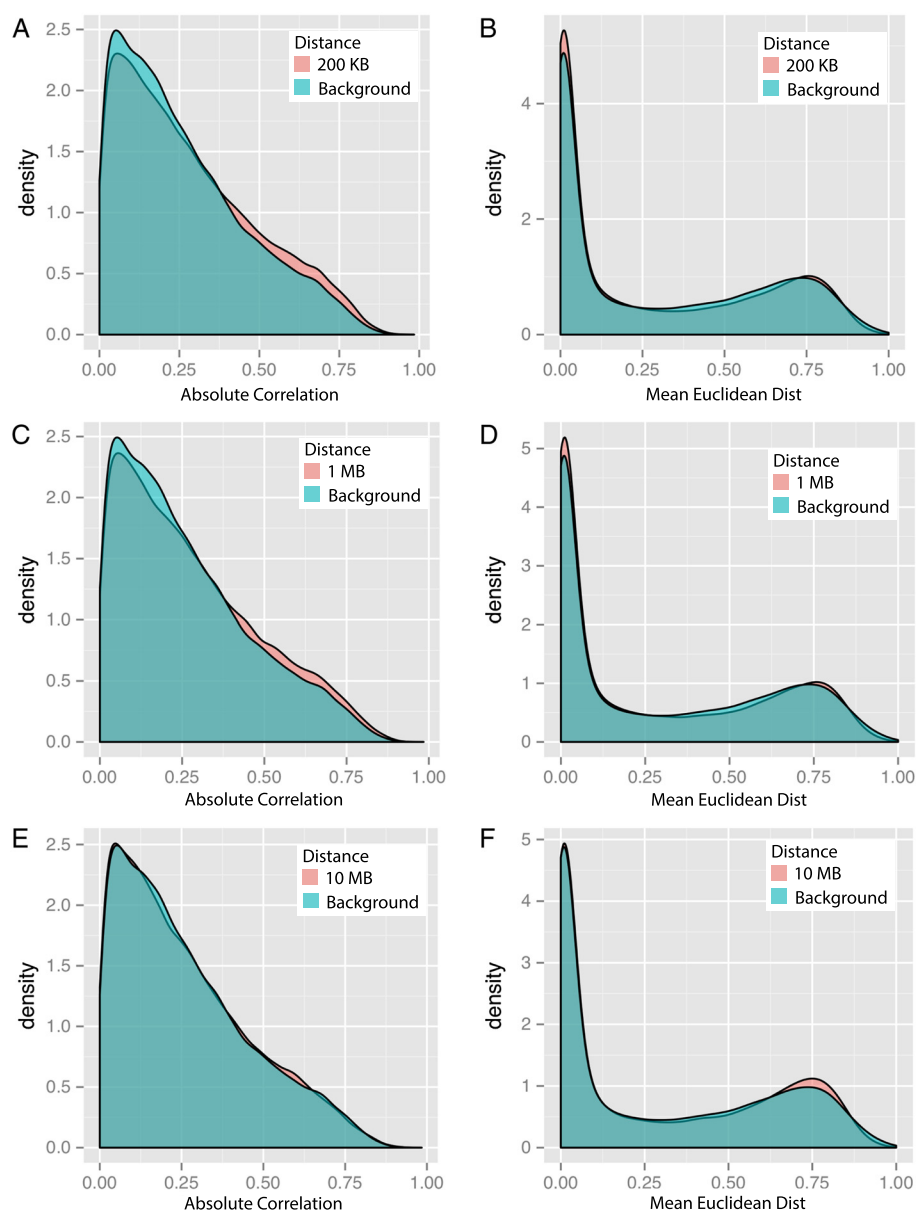 A
2.5
2.0
1.5
1.0
0.5
0.0
density
Distance
200 KB
Background
0.00 0.25 0.50 0.75 1.00
Absolute Correlation
B
4
2
0
density
Distance
200 KB
Background
0.00 0.25 0.50 0.75 1.00
Mean Euclidean Dist
C
2.5
2.0
1.5
1.0
0.5
0.0
density
Distance
1 MB
Background
0.00 0.25 0.50 0.75 1.00
Absolute Correlation
D
5
4
3
2
1
0
density
Distance
1 MB
Background
0.00 0.25 0.50 0.75 1.00
Mean Euclidean Dist
E
2.5
2.0
1.5
1.0
0.5
0.0
density
Distance
10 MB
Background
0.00 0.25 0.50 0.75 1.00
Absolute Correlation
F
5
4
3
2
1
0
density
Distance
10 MB
Background
0.00 0.25 0.50 0.75 1.00
Mean Euclidean Dist